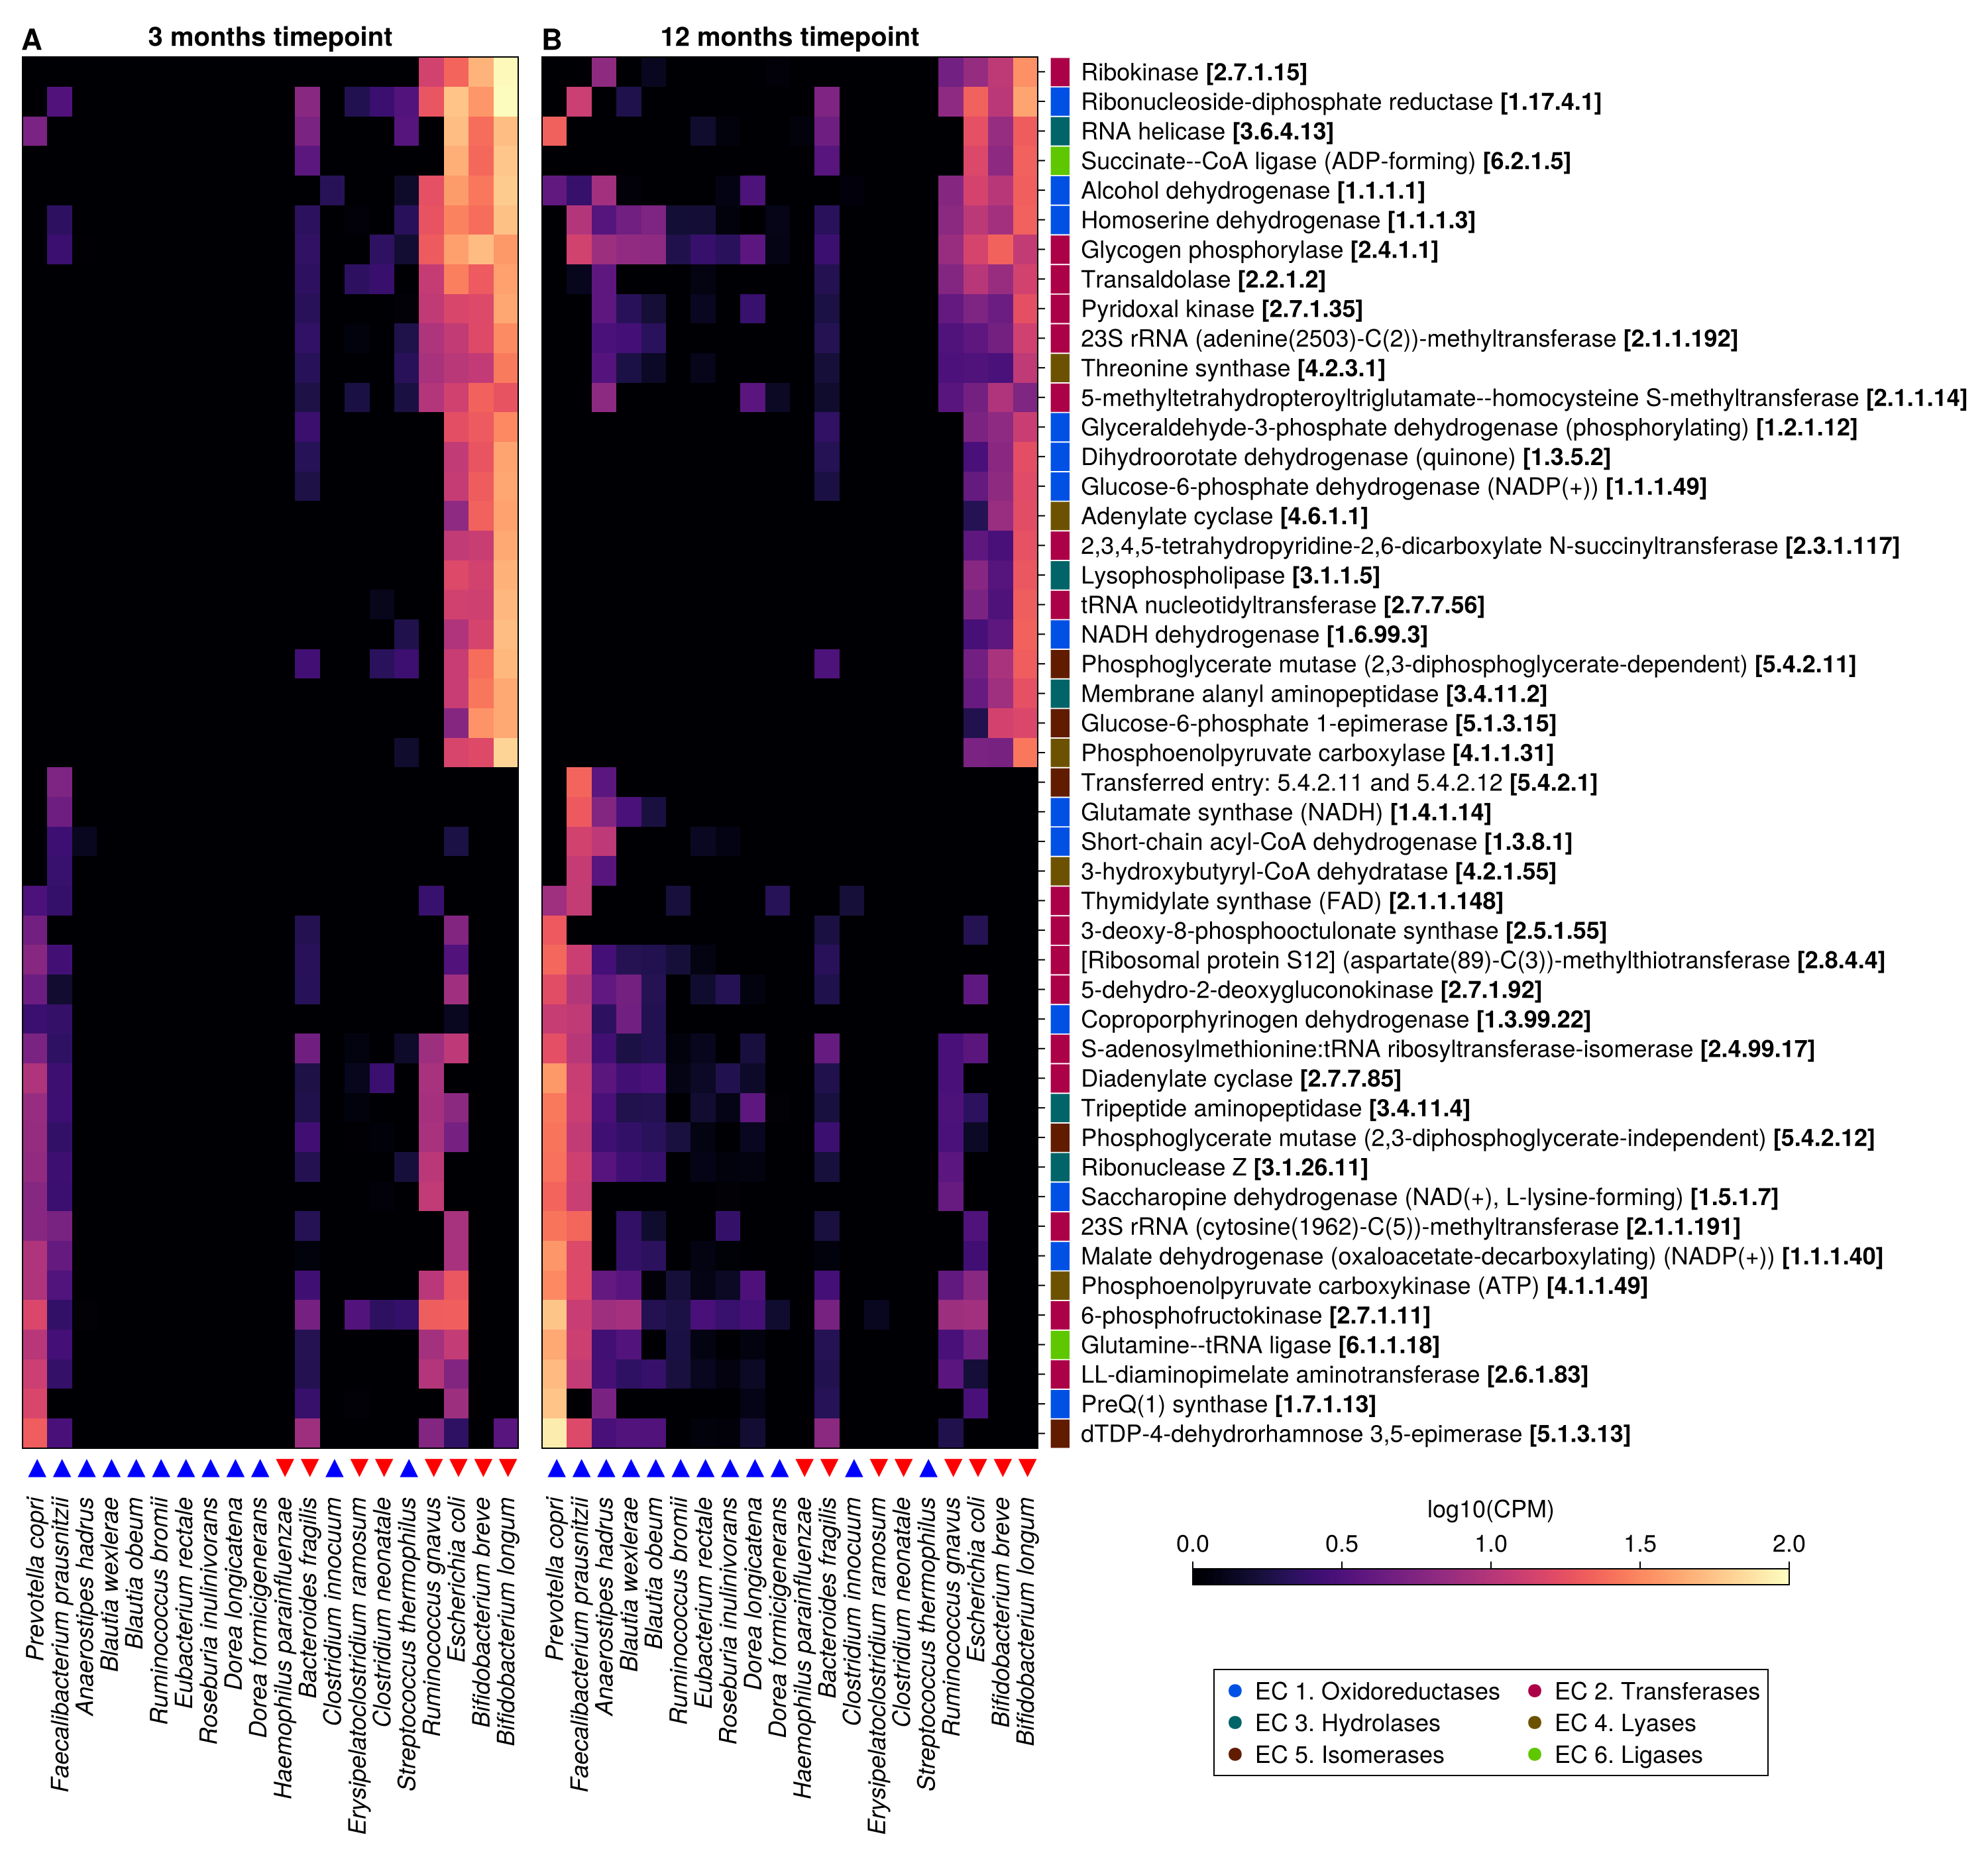 A
3 months timepoint
B
12 months timepoint
Ribokinase [2.7.1.15]
Ribonucleoside-diphosphate reductase [1.17.4.1]
RNA helicase [3.6.4.13]
Succinate--CoA ligase (ADP-forming) [6.2.1.5]
Alcohol dehydrogenase [1.1.1.1]
Homoserine dehydrogenase [1.1.1.3]
Glycogen phosphorylase [2.4.1.1]
Transaldolase [2.2.1.2]
Pyridoxal kinase [2.7.1.35]
23S rRNA (adenine(2503)-C(2))-methyltransferase [2.1.1.192]
Threonine synthase [4.2.3.1]
5-methyltetrahydropteroyltriglutamate--homocysteine S-methyltransferase [2.1.1.14]
Glyceraldehyde-3-phosphate dehydrogenase (phosphorylating) [1.2.1.12]
Dihydroorotate dehydrogenase (quinone) [1.3.5.2]
Glucose-6-phosphate dehydrogenase (NADP(+)) [1.1.1.49]
Adenylate cyclase [4.6.1.1]
2,3,4,5-tetrahydropyridine-2,6-dicarboxylate N-succinyltransferase [2.3.1.117]
Lysophospholipase [3.1.1.5]
tRNA nucleotidyltransferase [2.7.7.56]
NADH dehydrogenase [1.6.99.3]
Phosphoglycerate mutase (2,3-diphosphoglycerate-dependent) [5.4.2.11]
Membrane alanyl aminopeptidase [3.4.11.2]
Glucose-6-phosphate 1-epimerase [5.1.3.15]
Phosphoenolpyruvate carboxylase [4.1.1.31]
Transferred entry: 5.4.2.11 and 5.4.2.12 [5.4.2.1]
Glutamate synthase (NADH) [1.4.1.14]
Short-chain acyl-CoA dehydrogenase [1.3.8.1]
3-hydroxybutyryl-CoA dehydratase [4.2.1.55]
Thymidylate synthase (FAD) [2.1.1.148]
3-deoxy-8-phosphooctulonate synthase [2.5.1.55]
[Ribosomal protein S12] (aspartate(89)-C(3))-methylthiotransferase [2.8.4.4]
5-dehydro-2-deoxygluconokinase [2.7.1.92]
Coproporphyrinogen dehydrogenase [1.3.99.22]
S-adenosylmethionine:tRNA ribosyltransferase-isomerase [2.4.99.17]
Diadenylate cyclase [2.7.7.85]
Tripeptide aminopeptidase [3.4.11.4]
Phosphoglycerate mutase (2,3-diphosphoglycerate-independent) [5.4.2.12]
Ribonuclease Z [3.1.26.11]
Saccharopine dehydrogenase (NAD(+), L-lysine-forming) [1.5.1.7]
23S rRNA (cytosine(1962)-C(5))-methyltransferase [2.1.1.191]
Malate dehydrogenase (oxaloacetate-decarboxylating) (NADP(+)) [1.1.1.40]
Phosphoenolpyruvate carboxykinase (ATP) [4.1.1.49]
6-phosphofructokinase [2.7.1.11]
Glutamine--tRNA ligase [6.1.1.18]
LL-diaminopimelate aminotransferase [2.6.1.83]
PreQ(1) synthase [1.7.1.13]
dTDP-4-dehydrorhamnose 3,5-epimerase [5.1.3.13]
Prevotella copri
Faecalibacterium prausnitzii
Anaerostipes hadrus
Blautia wexlerae
Blautia obeum
Ruminococcus bromii
Eubacterium rectale
Roseburia inulinivorans
Dorea longicatena
Dorea formicigenerans
Haemophilus parainfluenzae
Bacteroides fragilis
Clostridium innocuum
Erysipelatoclostridium ramosum
Clostridium neonatale
Streptococcus thermophilus
Ruminococcus gnavus
Escherichia coli
Bifidobacterium breve
Bifidobacterium longum
Prevotella copri
Faecalibacterium prausnitzii
Anaerostipes hadrus
Blautia wexlerae
Blautia obeum
Ruminococcus bromii
Eubacterium rectale
Roseburia inulinivorans
Dorea longicatena
Dorea formicigenerans
Haemophilus parainfluenzae
Bacteroides fragilis
Clostridium innocuum
Erysipelatoclostridium ramosum
Clostridium neonatale
Streptococcus thermophilus
Ruminococcus gnavus
Escherichia coli
Bifidobacterium breve
Bifidobacterium longum
log10(CPM)
0.0 0.5 1.0 1.5 2.0
EC 1. Oxidoreductases EC 2. Transferases
EC 3. Hydrolases EC 4. Lyases
EC 5. Isomerases EC 6. Ligases